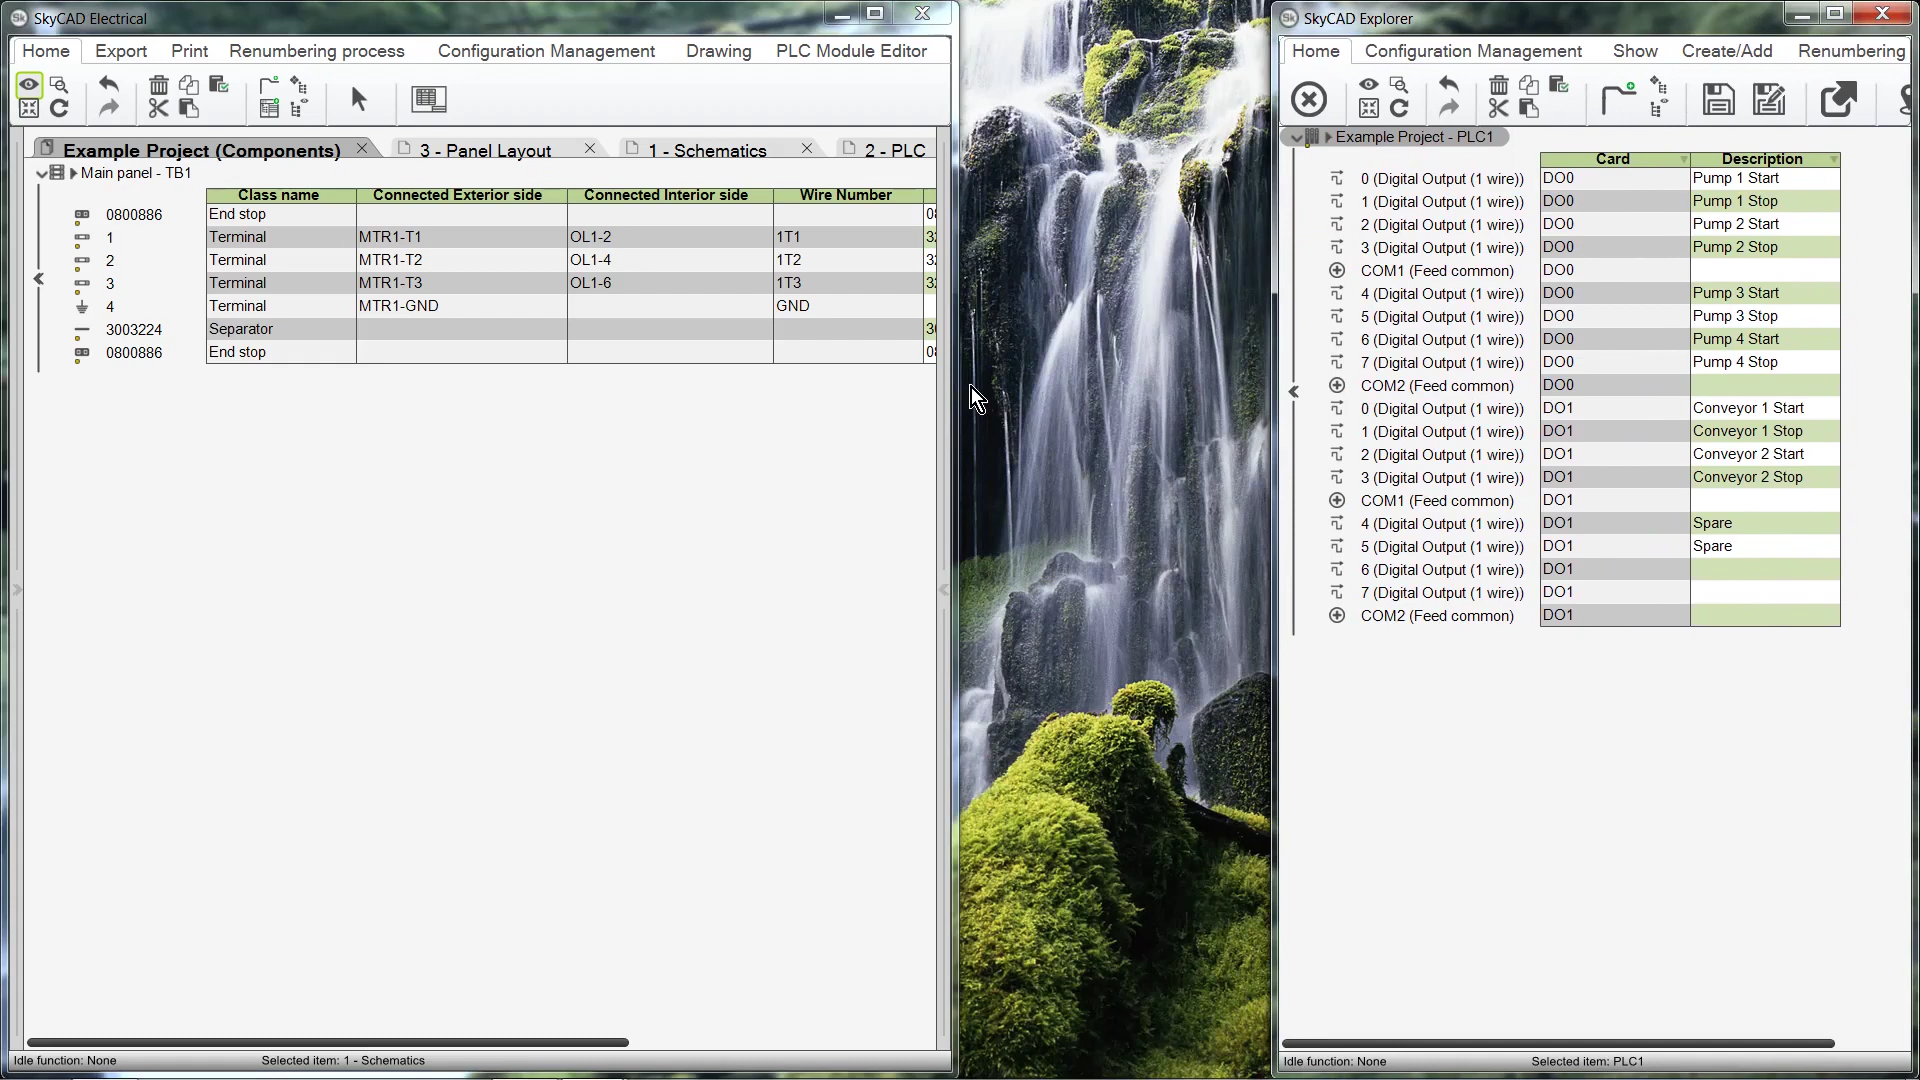 SkyCAD Electrical
Home Export Print Renumbering process Configuration Management Drawing PLC Module Editor
Example Project (Components) 3 - Panel Layout 1 - Schematics 2 - PLC
Main panel - TB1
Class name Connected Exterior side Connected Interior side Wire Number
0800886 End stop
1 Terminal MTR1-T1 OL1-2 1T1
2 Terminal MTR1-T2 OL1-4 1T2
3 Terminal MTR1-T3 OL1-6 1T3
4 Terminal MTR1-GND GND
3003224 Separator
0800886 End stop
Idle function: None Selected item: 1 - Schematics
SkyCAD Explorer
Home Configuration Management Show Create/Add Renumbering
Example Project - PLC1
Card Description
0 (Digital Output (1 wire)) DO0 Pump 1 Start
1 (Digital Output (1 wire)) DO0 Pump 1 Stop
2 (Digital Output (1 wire)) DO0 Pump 2 Start
3 (Digital Output (1 wire)) DO0 Pump 2 Stop
COM1 (Feed common) DO0
4 (Digital Output (1 wire)) DO0 Pump 3 Start
5 (Digital Output (1 wire)) DO0 Pump 3 Stop
6 (Digital Output (1 wire)) DO0 Pump 4 Start
7 (Digital Output (1 wire)) DO0 Pump 4 Stop
COM2 (Feed common) DO0
0 (Digital Output (1 wire)) DO1 Conveyor 1 Start
1 (Digital Output (1 wire)) DO1 Conveyor 1 Stop
2 (Digital Output (1 wire)) DO1 Conveyor 2 Start
3 (Digital Output (1 wire)) DO1 Conveyor 2 Stop
COM1 (Feed common) DO1
4 (Digital Output (1 wire)) DO1 Spare
5 (Digital Output (1 wire)) DO1 Spare
6 (Digital Output (1 wire)) DO1
7 (Digital Output (1 wire)) DO1
COM2 (Feed common) DO1
Idle function: None Selected item: PLC1